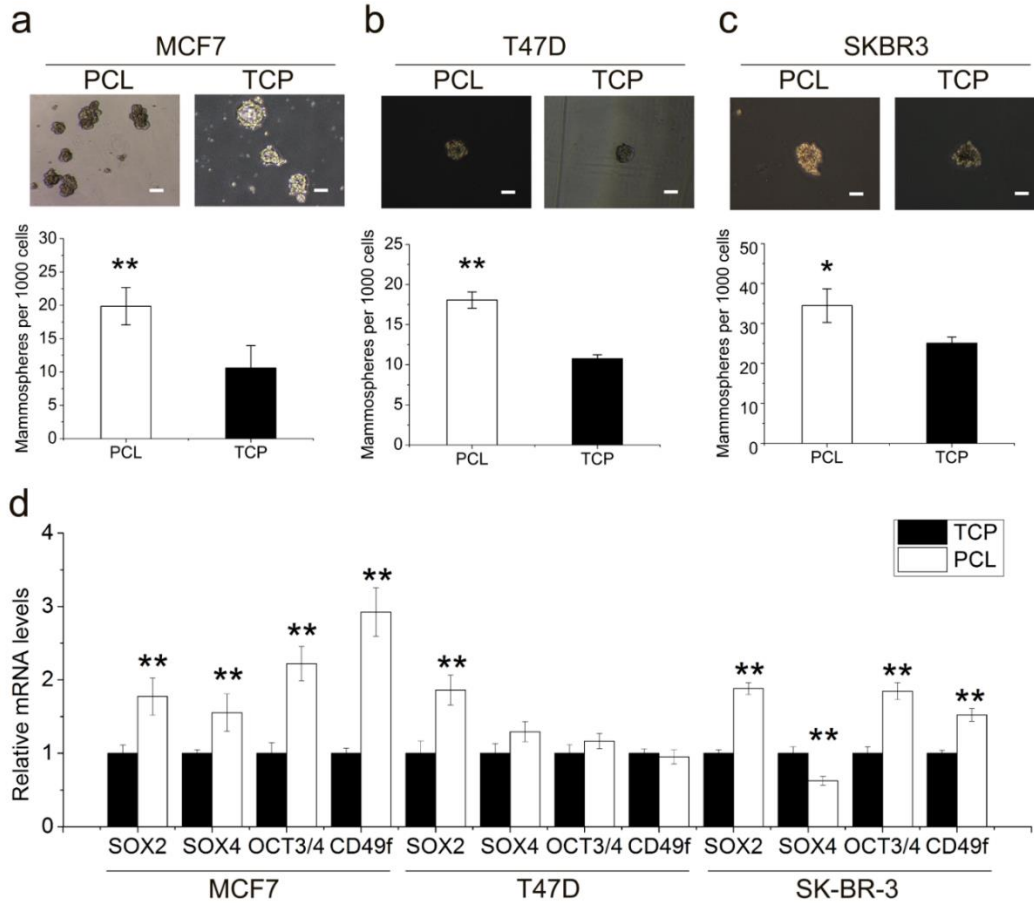 a
MCF7
PCL TCP
b
T47D
PCL TCP
c
SKBR3
PCL TCP
Mammospheres per 1000 cells
30
25
20
15
10
5
0
**
PCL TCP
Mammospheres per 1000 cells
25
20
15
10
5
0
**
PCL TCP
Mammospheres per 1000 cells
50
40
30
20
10
0
*
PCL TCP
d
Relative mRNA levels
4
3
2
1
0
TCP
PCL
** ** ** ** ** ** ** ** **
SOX2 SOX4 OCT3/4 CD49f SOX2 SOX4 OCT3/4 CD49f SOX2 SOX4 OCT3/4 CD49f
MCF7 T47D SK-BR-3